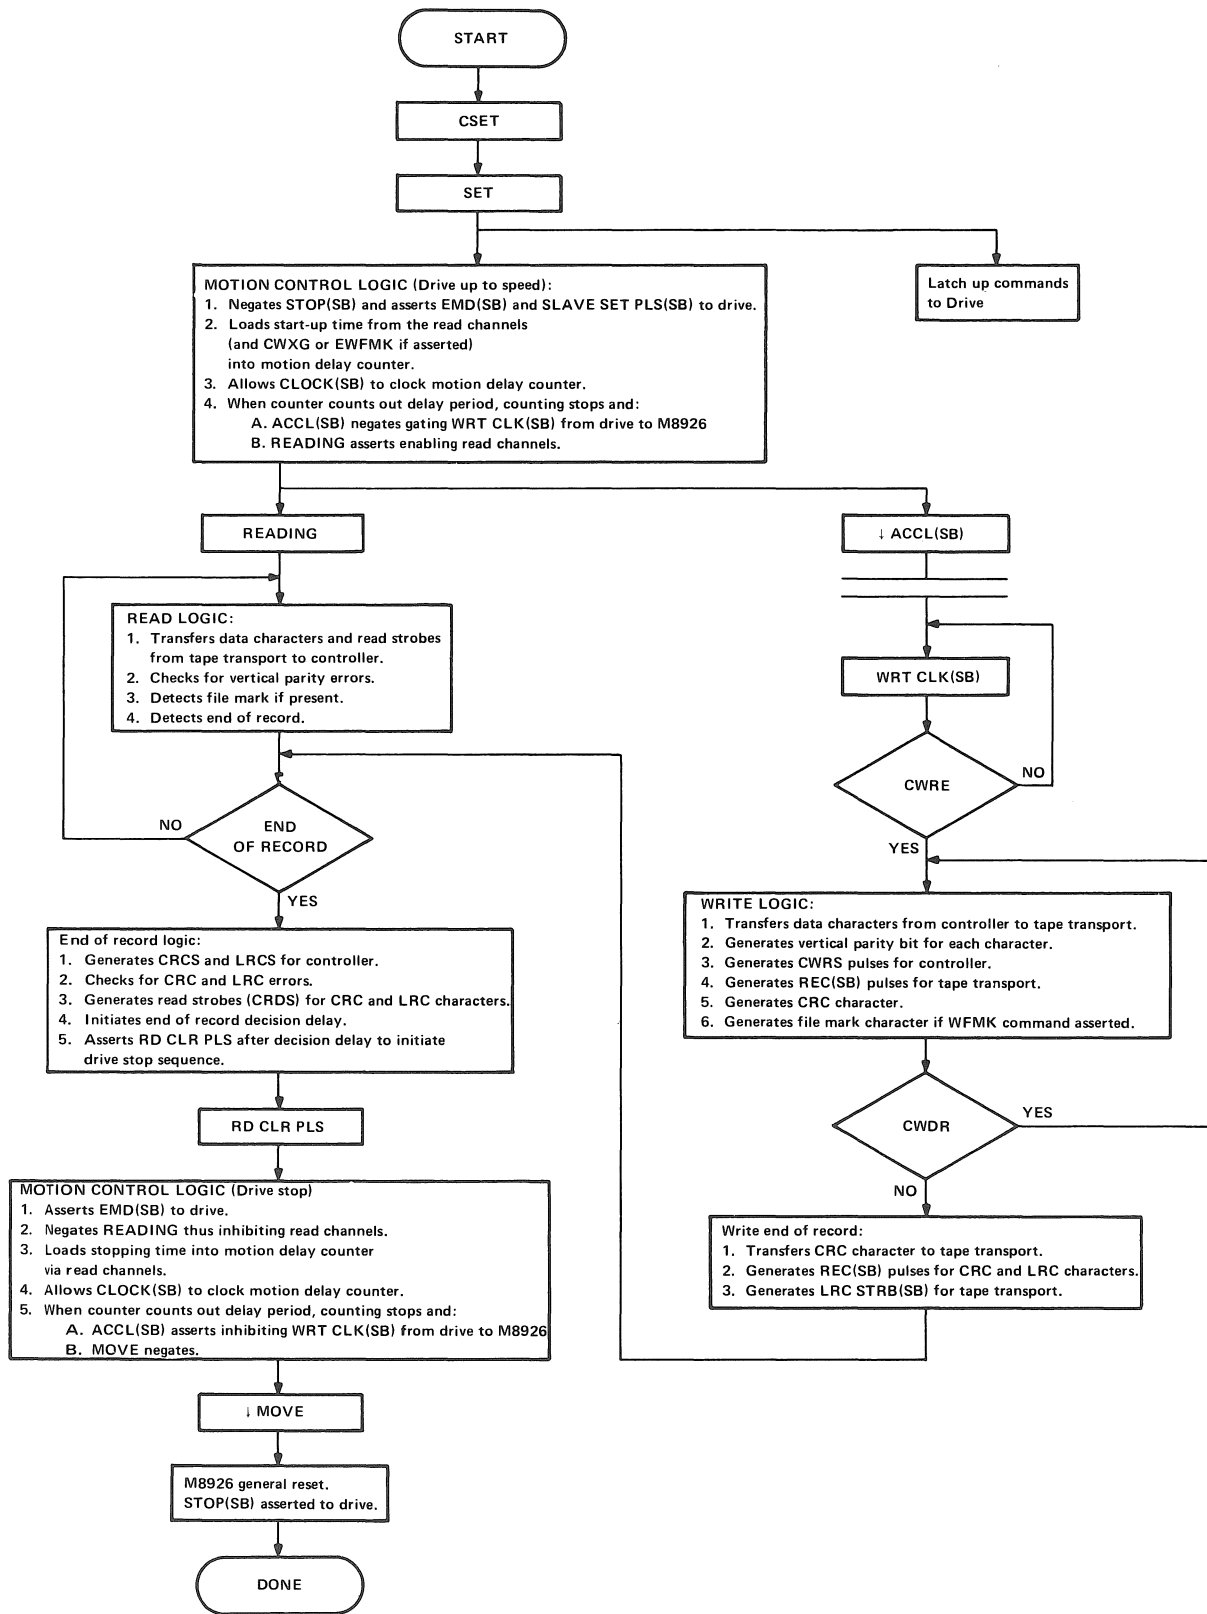 START
CSET
SET
MOTION CONTROL LOGIC (Drive up to speed):
1. Negates STOP(SB) and asserts EMD(SB) and SLAVE SET PLS(SB) to drive.
2. Loads start-up time from the read channels
(and CWXG or EWFMK if asserted)
into motion delay counter.
3. Allows CLOCK(SB) to clock motion delay counter.
4. When counter counts out delay period, counting stops and:
A. ACCL(SB) negates gating WRT CLK(SB) from drive to M8926
B. READING asserts enabling read channels.
Latch up commands
to Drive
READING
↓ ACCL(SB)
READ LOGIC:
1. Transfers data characters and read strobes
from tape transport to controller.
2. Checks for vertical parity errors.
3. Detects file mark if present.
4. Detects end of record.
WRT CLK(SB)
CWRE
NO
YES
END
OF RECORD
NO
YES
WRITE LOGIC:
1. Transfers data characters from controller to tape transport.
2. Generates vertical parity bit for each character.
3. Generates CWRS pulses for controller.
4. Generates REC(SB) pulses for tape transport.
5. Generates CRC character.
6. Generates file mark character if WFMK command asserted.
End of record logic:
1. Generates CRCS and LRCS for controller.
2. Checks for CRC and LRC errors.
3. Generates read strobes (CRDS) for CRC and LRC characters.
4. Initiates end of record decision delay.
5. Asserts RD CLR PLS after decision delay to initiate
drive stop sequence.
CWDR
YES
NO
RD CLR PLS
MOTION CONTROL LOGIC (Drive stop)
1. Asserts EMD(SB) to drive.
2. Negates READING thus inhibiting read channels.
3. Loads stopping time into motion delay counter
via read channels.
4. Allows CLOCK(SB) to clock motion delay counter.
5. When counter counts out delay period, counting stops and:
A. ACCL(SB) asserts inhibiting WRT CLK(SB) from drive to M8926
B. MOVE negates.
Write end of record:
1. Transfers CRC character to tape transport.
2. Generates REC(SB) pulses for CRC and LRC characters.
3. Generates LRC STRB(SB) for tape transport.
↓ MOVE
M8926 general reset.
STOP(SB) asserted to drive.
DONE